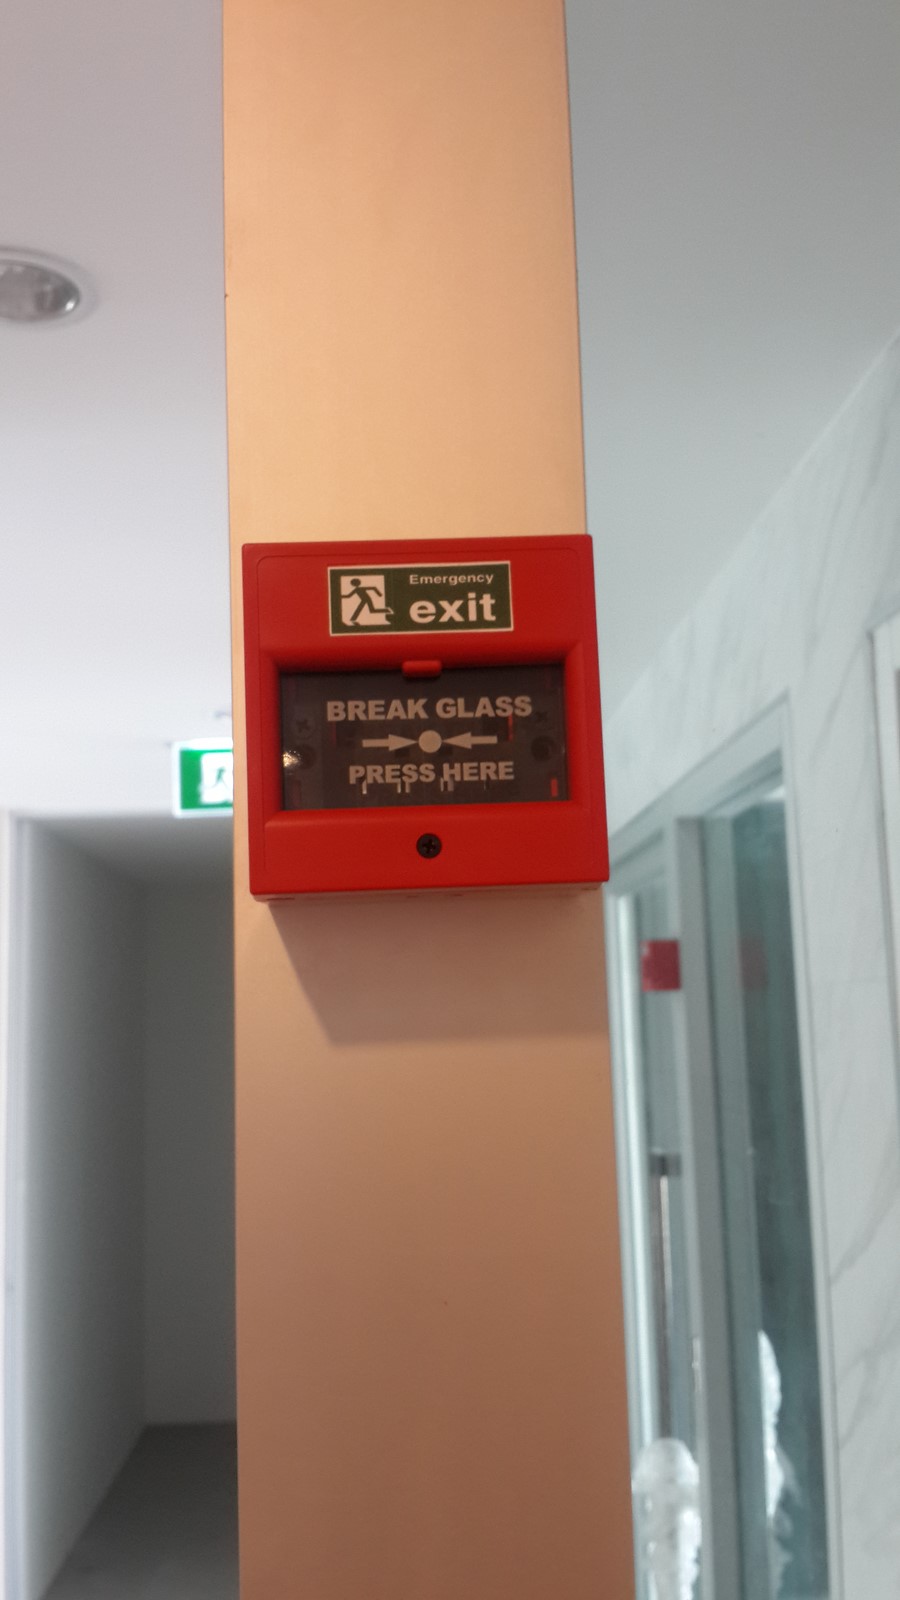 Emergency
exit
BREAK GLASS
PRESS HERE